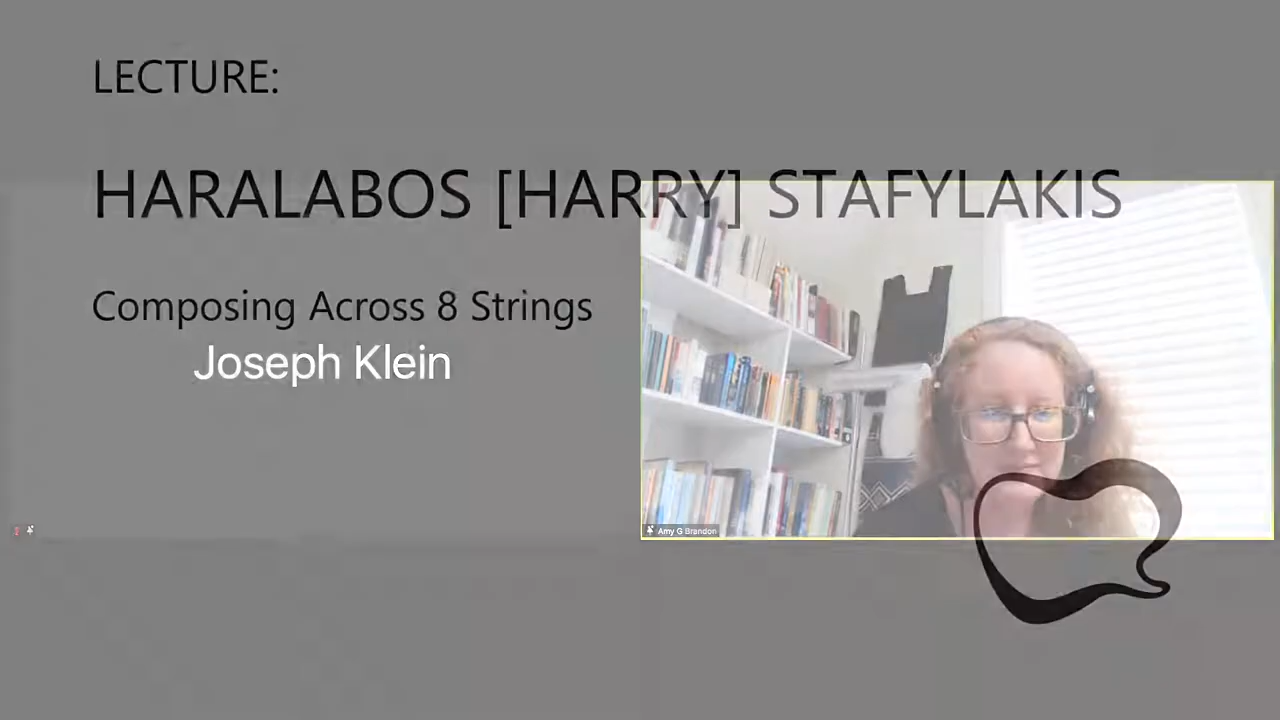 LECTURE:
HARALABOS [HARRY] STAFYLAKIS
Composing Across 8 Strings
Joseph Klein
Amy G Brandon